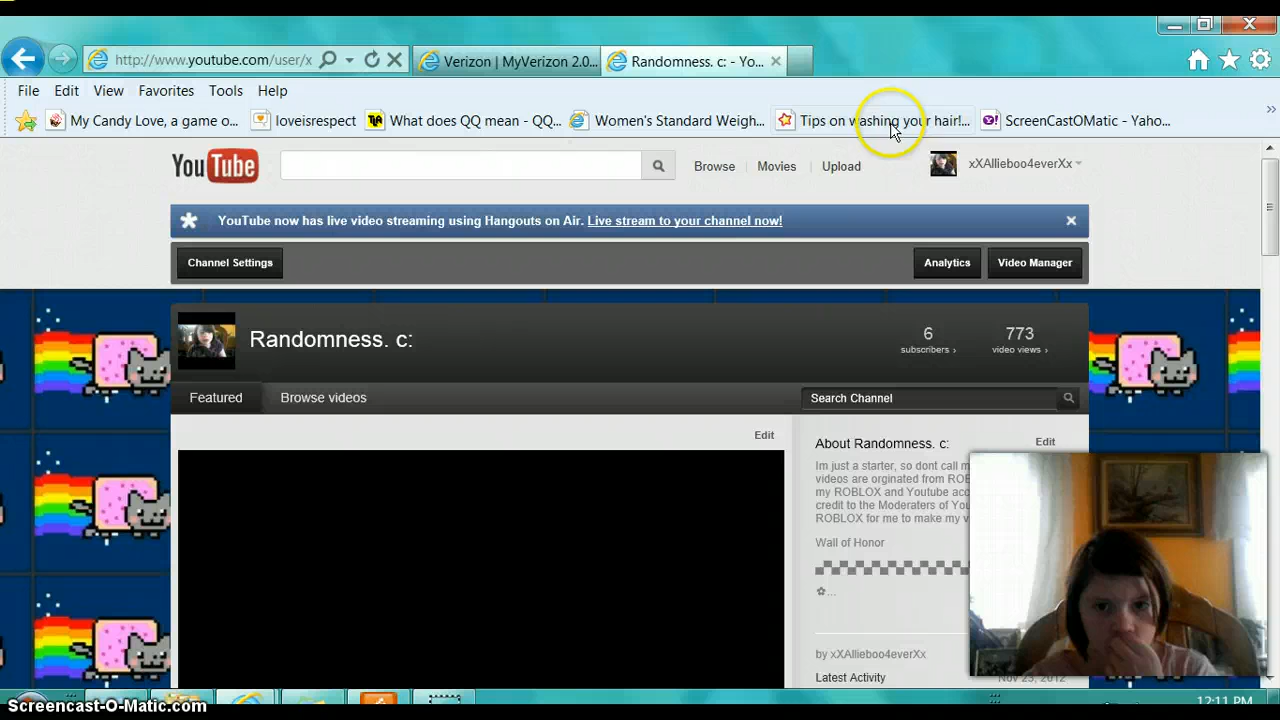 http://www.youtube.com/user/x
Verizon | MyVerizon 2.0...
Randomness. c: - Yo...
File Edit View Favorites Tools Help
My Candy Love, a game o...
iloveisrespect
What does QQ mean - QQ...
Women's Standard Weigh...
Tips on washing your hair!...
ScreenCastOMatic - Yaho...
YouTube
Browse Movies Upload
xXAllieboo4everXx
YouTube now has live video streaming using Hangouts on Air. Live stream to your channel now!
Channel Settings
Analytics
Video Manager
Randomness. c:
6
subscribers
773
video views
Featured
Browse videos
Search Channel
Edit
About Randomness. c:
Edit
Im just a starter, so dont call m
videos are orginated from ROB
my ROBLOX and Youtube acc
credit to the Moderaters of Yo
ROBLOX for me to make my v
Wall of Honor
...
by xXAllieboo4everXx
Latest Activity
Nov 23, 2012
12:11 PM
Screencast-O-Matic.com